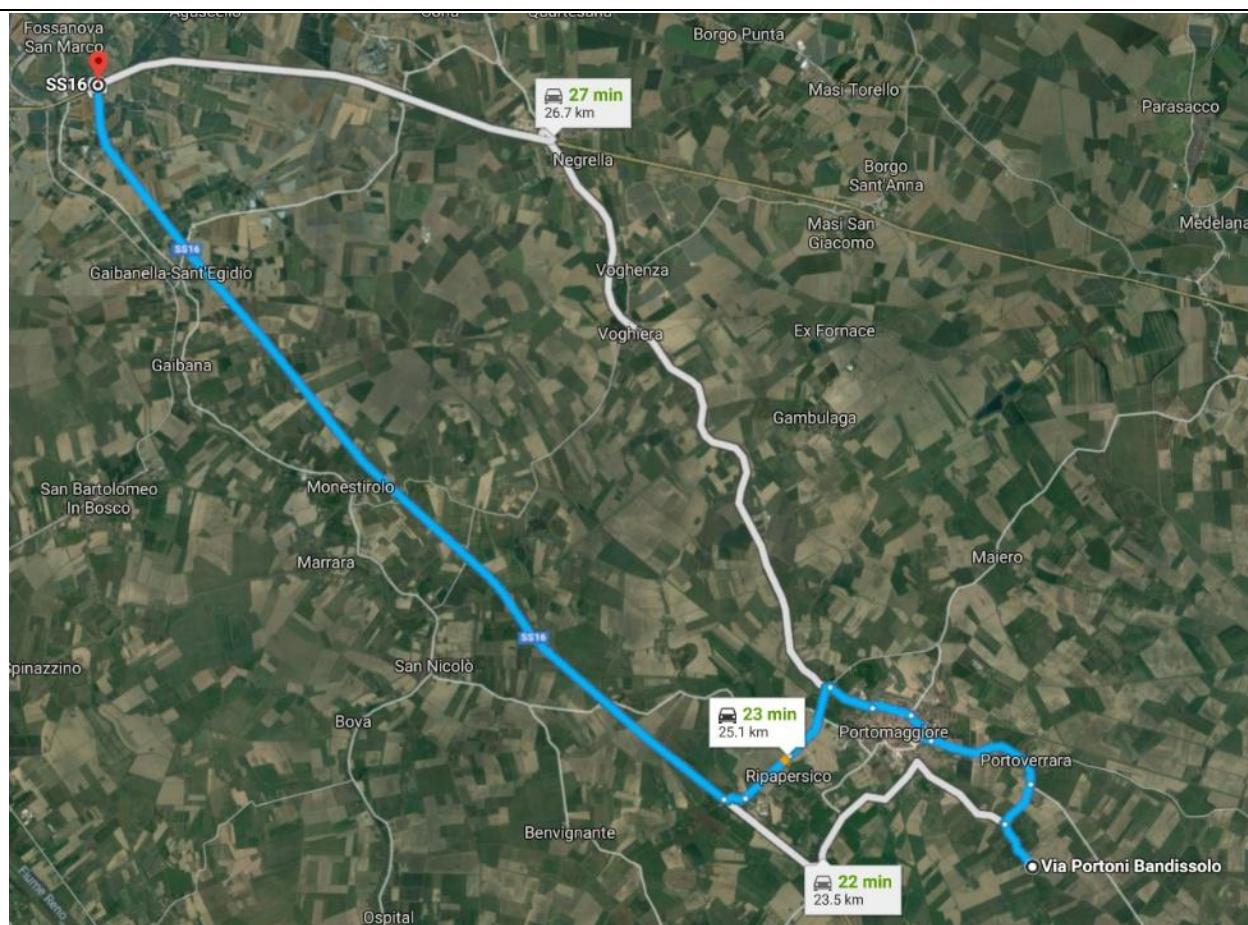 Cona
Quartesana
Fossanova
San Marco
SS16
Borgo Punta
27 min
26.7 km
Masi Torello
Parasacco
Negrella
Borgo
Sant'Anna
Masi San
Giacomo
Medelana
SS16
Gaibanella-Sant'Egidio
Voghenza
Voghiera
Ex Fornace
Gaibana
Gambulaga
San Bartolomeo
In Bosco
Monestirolo
Marrara
Maiero
SS16
Spinazzino
San Nicolò
Bova
23 min
25.1 km
Portomaggiore
Portoverrara
Ripapersico
Benvignante
Via Portoni Bandissolo
22 min
23.5 km
Fiume Reno
Ospital